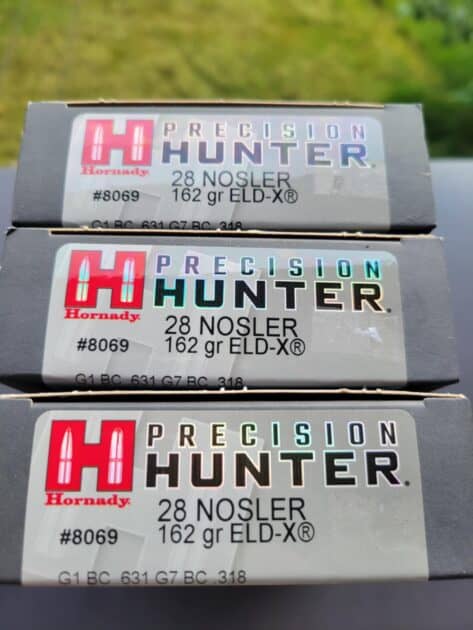 PRECISION
HUNTER
Hornady.
28 NOSLER
#8069 162 gr ELD-X®
G1 BC .631 G7 BC .318
PRECISION
HUNTER.
Hornady.
28 NOSLER
#8069 162 gr ELD-X®
G1 BC .631 G7 BC .318
PRECISION
HUNTER.
Hornady.
28 NOSLER
#8069 162 gr ELD-X®
G1 BC .631 G7 BC .318